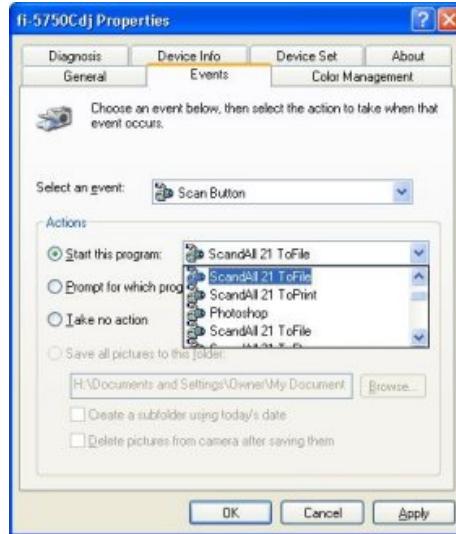 fi-5750Cdj Properties
Diagnosis Device Info Device Set About
General Events Color Management
Choose an event below, then select the action to take when that
event occurs.
Select an event: Scan Button
Actions
Start this program: ScandAll 21 ToFile
ScandAll 21 ToFile
Prompt for which prog
ScandAll 21 ToPrint
Photoshop
Take no action
ScandAll 21 ToFile
Save all pictures to this folder:
H:\Documents and Settings\Owner\My Document Browse...
Create a subfolder using today's date
Delete pictures from camera after saving them
OK Cancel Apply